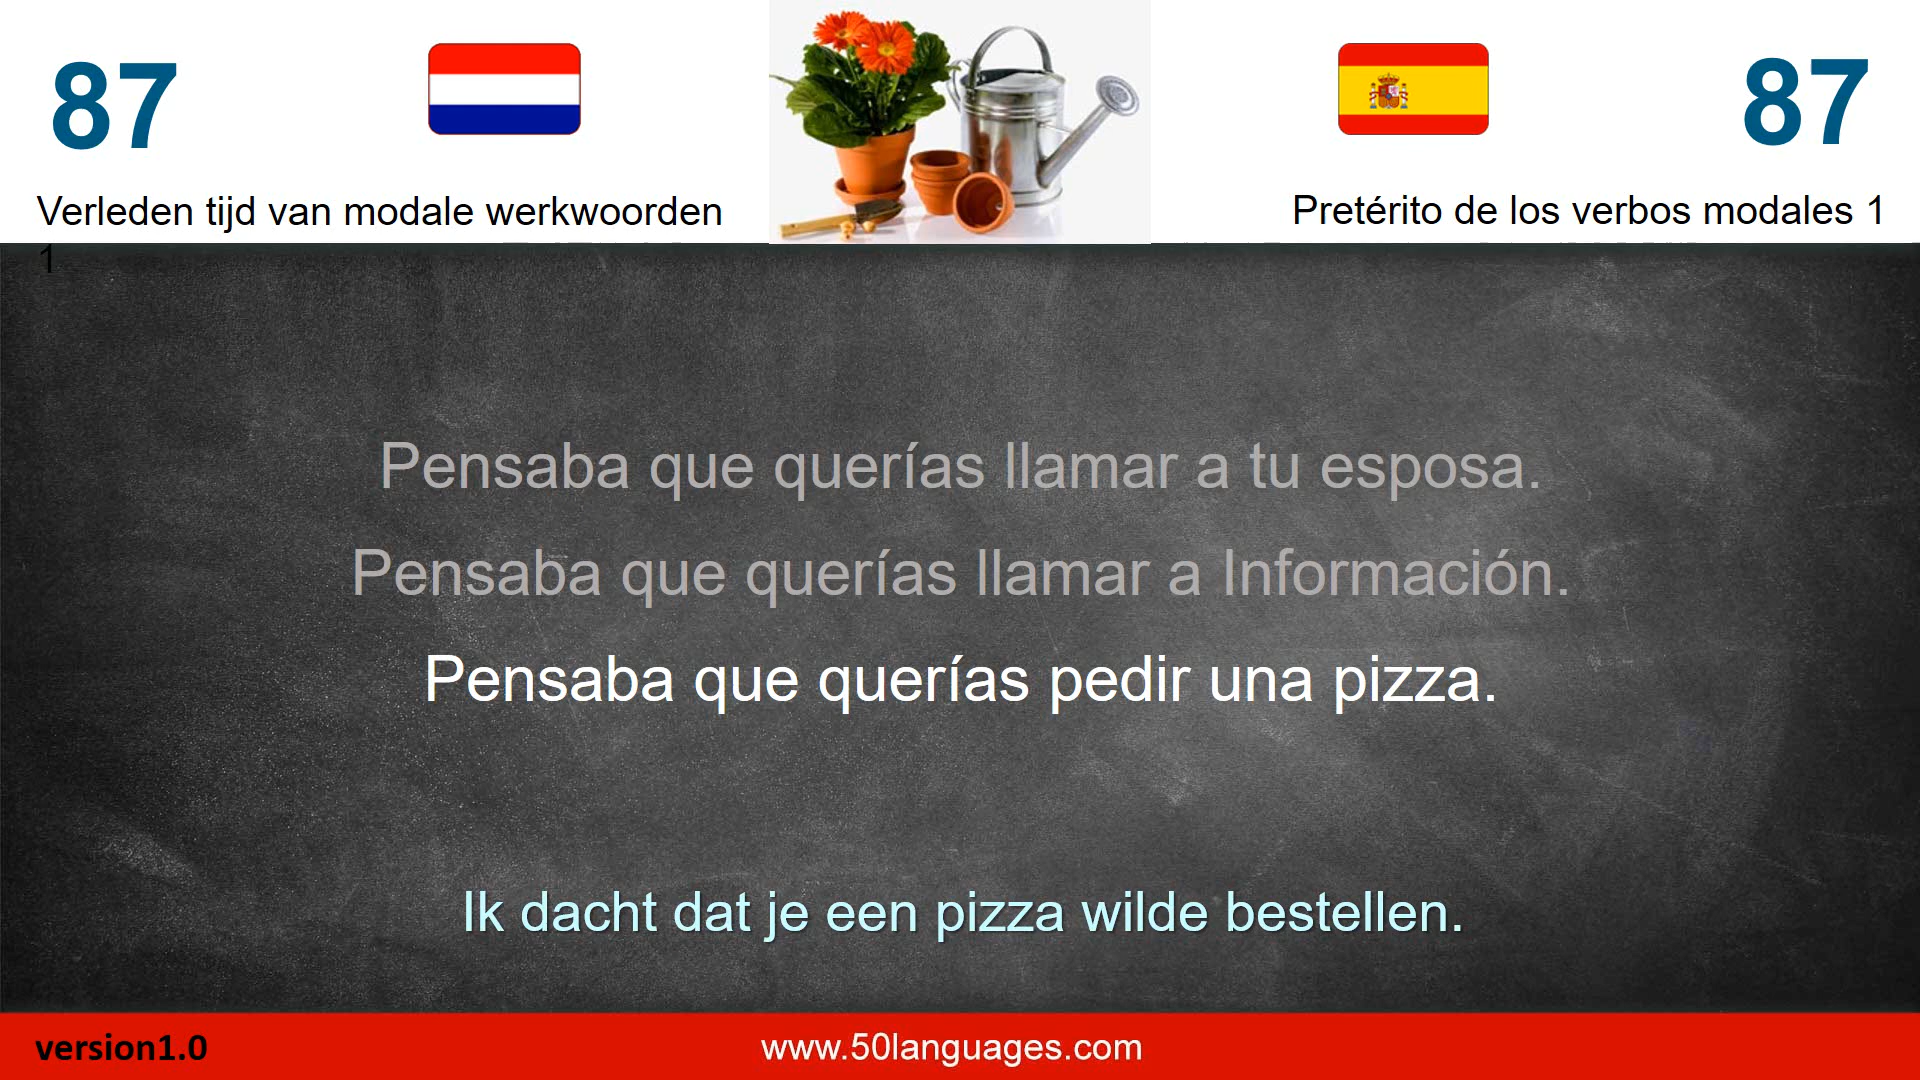 87
87
Verleden tijd van modale werkwoorden
1
Pretérito de los verbos modales 1
Pensaba que querías llamar a tu esposa.
Pensaba que querías llamar a Información.
Pensaba que querías pedir una pizza.
Ik dacht dat je een pizza wilde bestellen.
version1.0
www.50languages.com